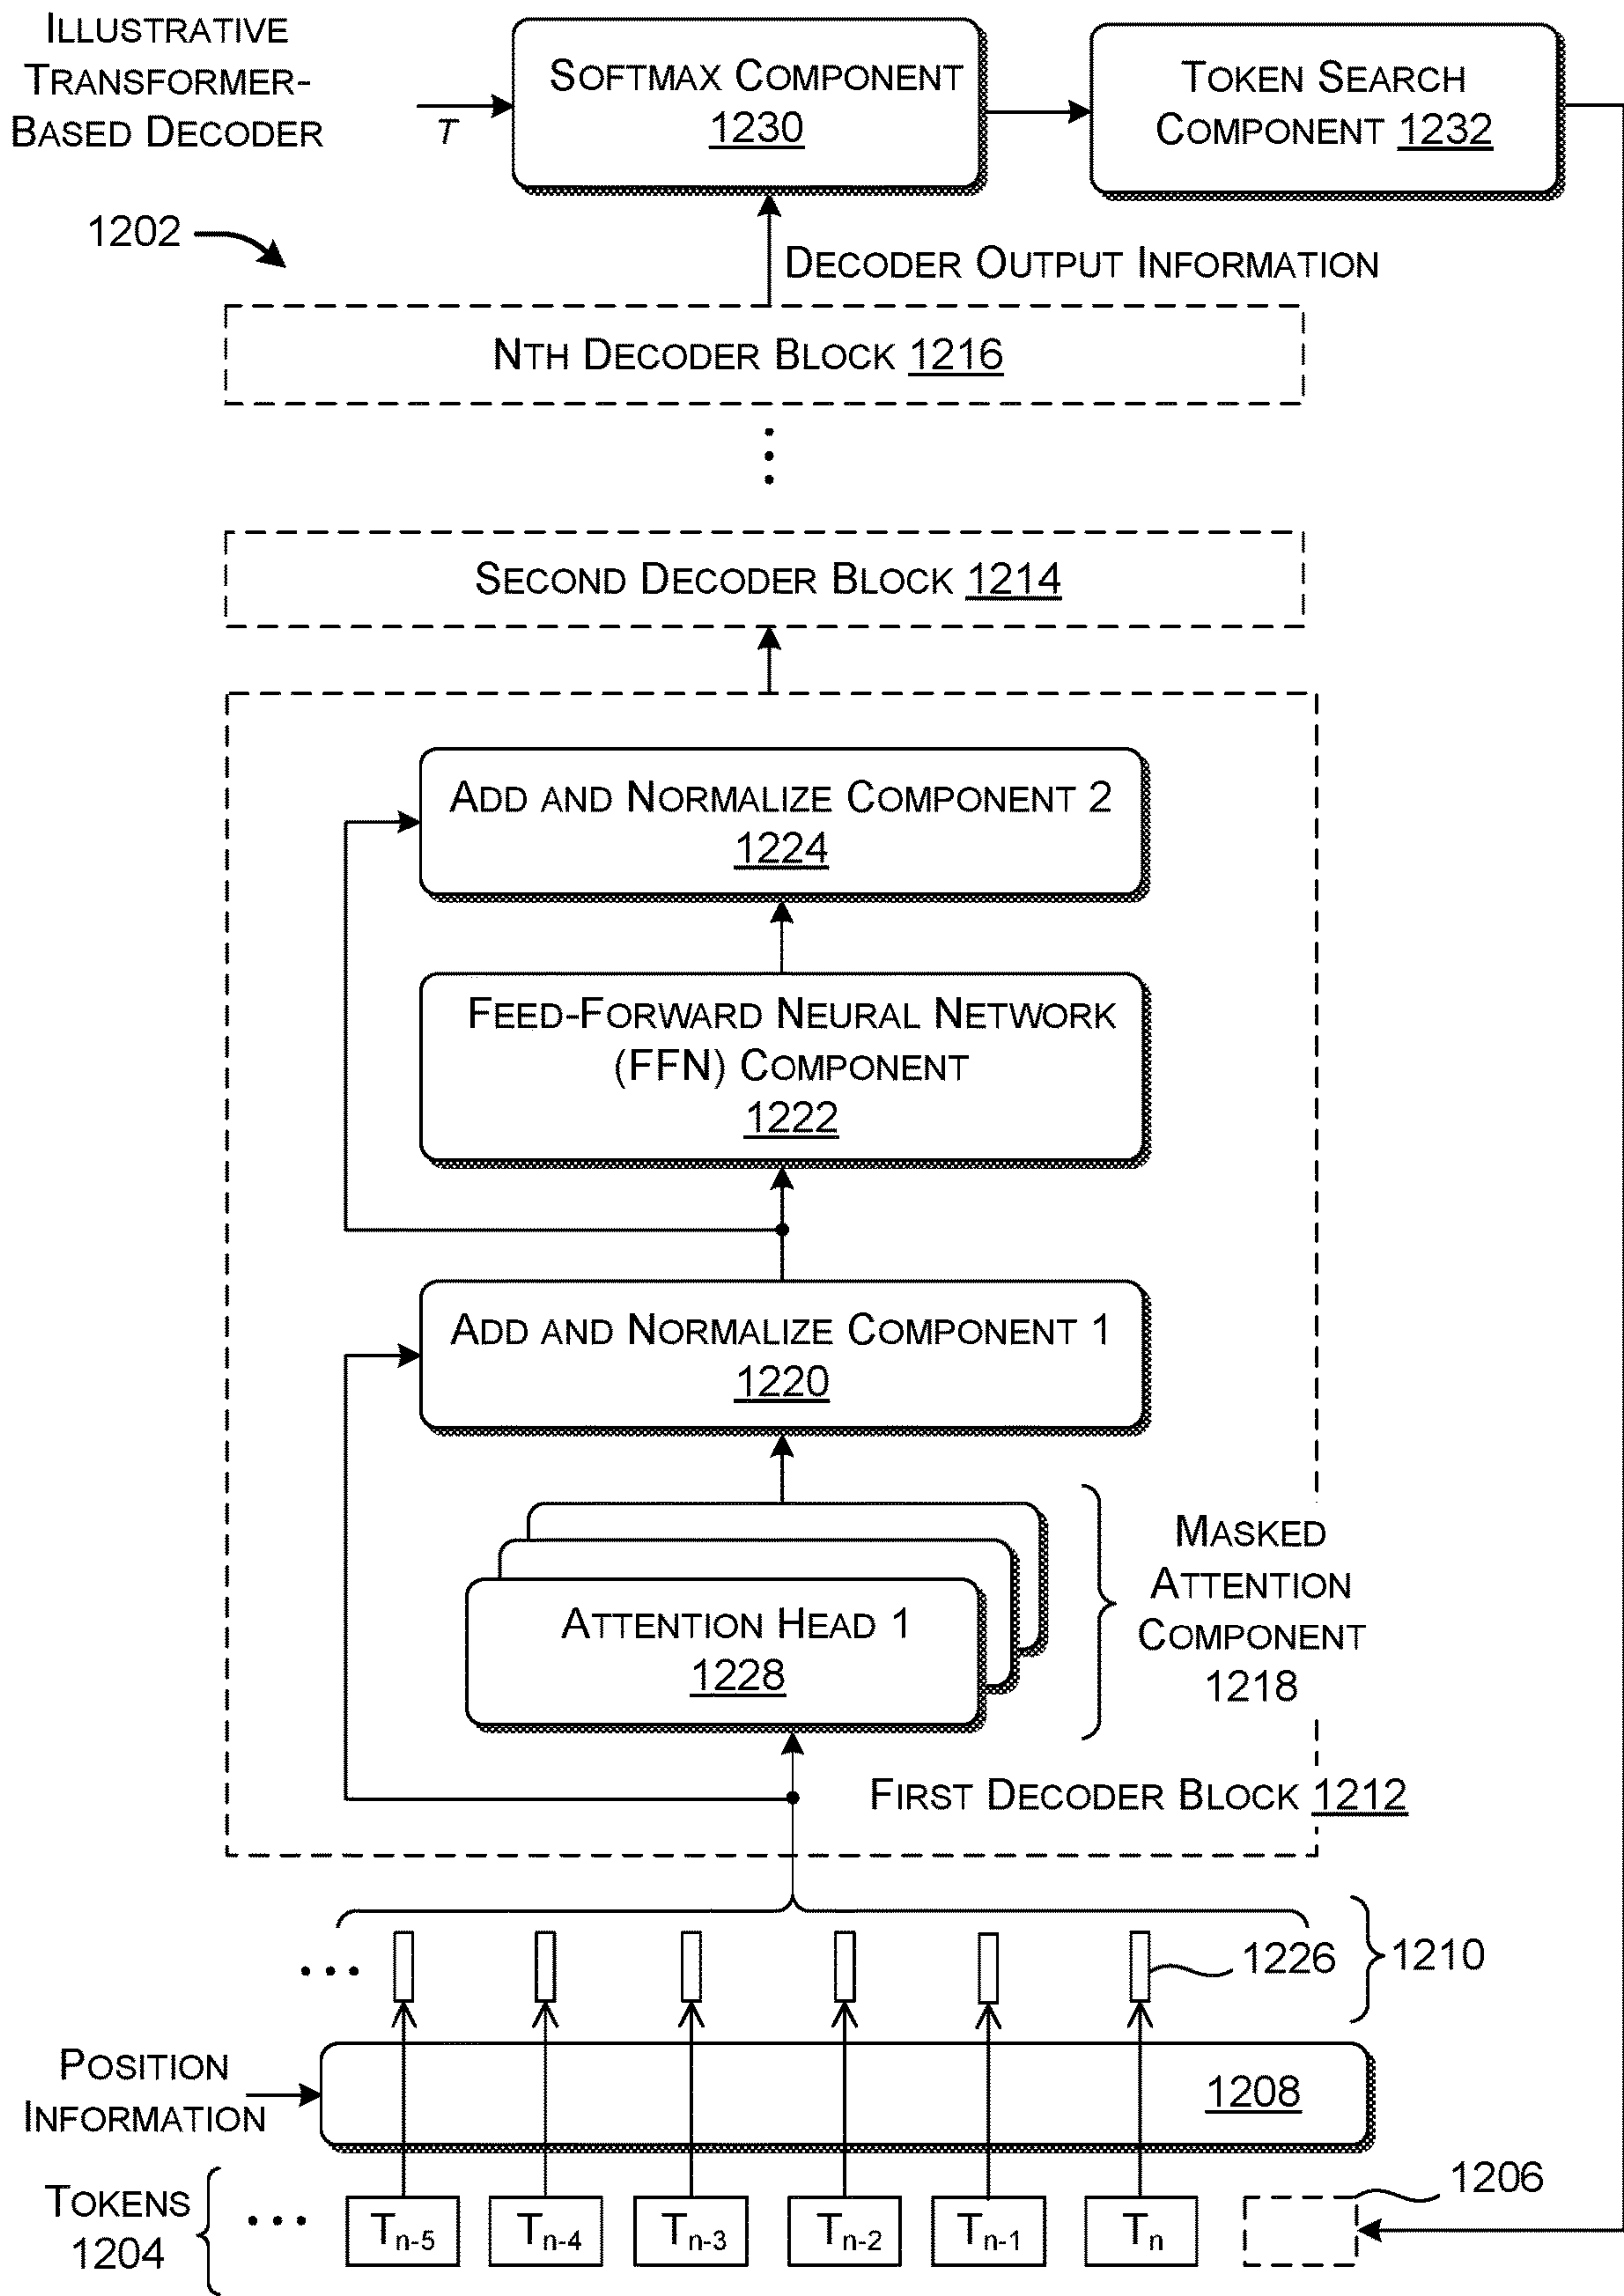 ILLUSTRATIVE
TRANSFORMER-
BASED DECODER
T
SOFTMAX COMPONENT
1230
TOKEN SEARCH
COMPONENT 1232
1202
DECODER OUTPUT INFORMATION
NTH DECODER BLOCK 1216
SECOND DECODER BLOCK 1214
ADD AND NORMALIZE COMPONENT 2
1224
FEED-FORWARD NEURAL NETWORK
(FFN) COMPONENT
1222
ADD AND NORMALIZE COMPONENT 1
1220
MASKED
ATTENTION
COMPONENT
1218
ATTENTION HEAD 1
1228
FIRST DECODER BLOCK 1212
... 1226 1210
POSITION
INFORMATION
1208
1206
TOKENS
1204
... Tn-5 Tn-4 Tn-3 Tn-2 Tn-1 Tn